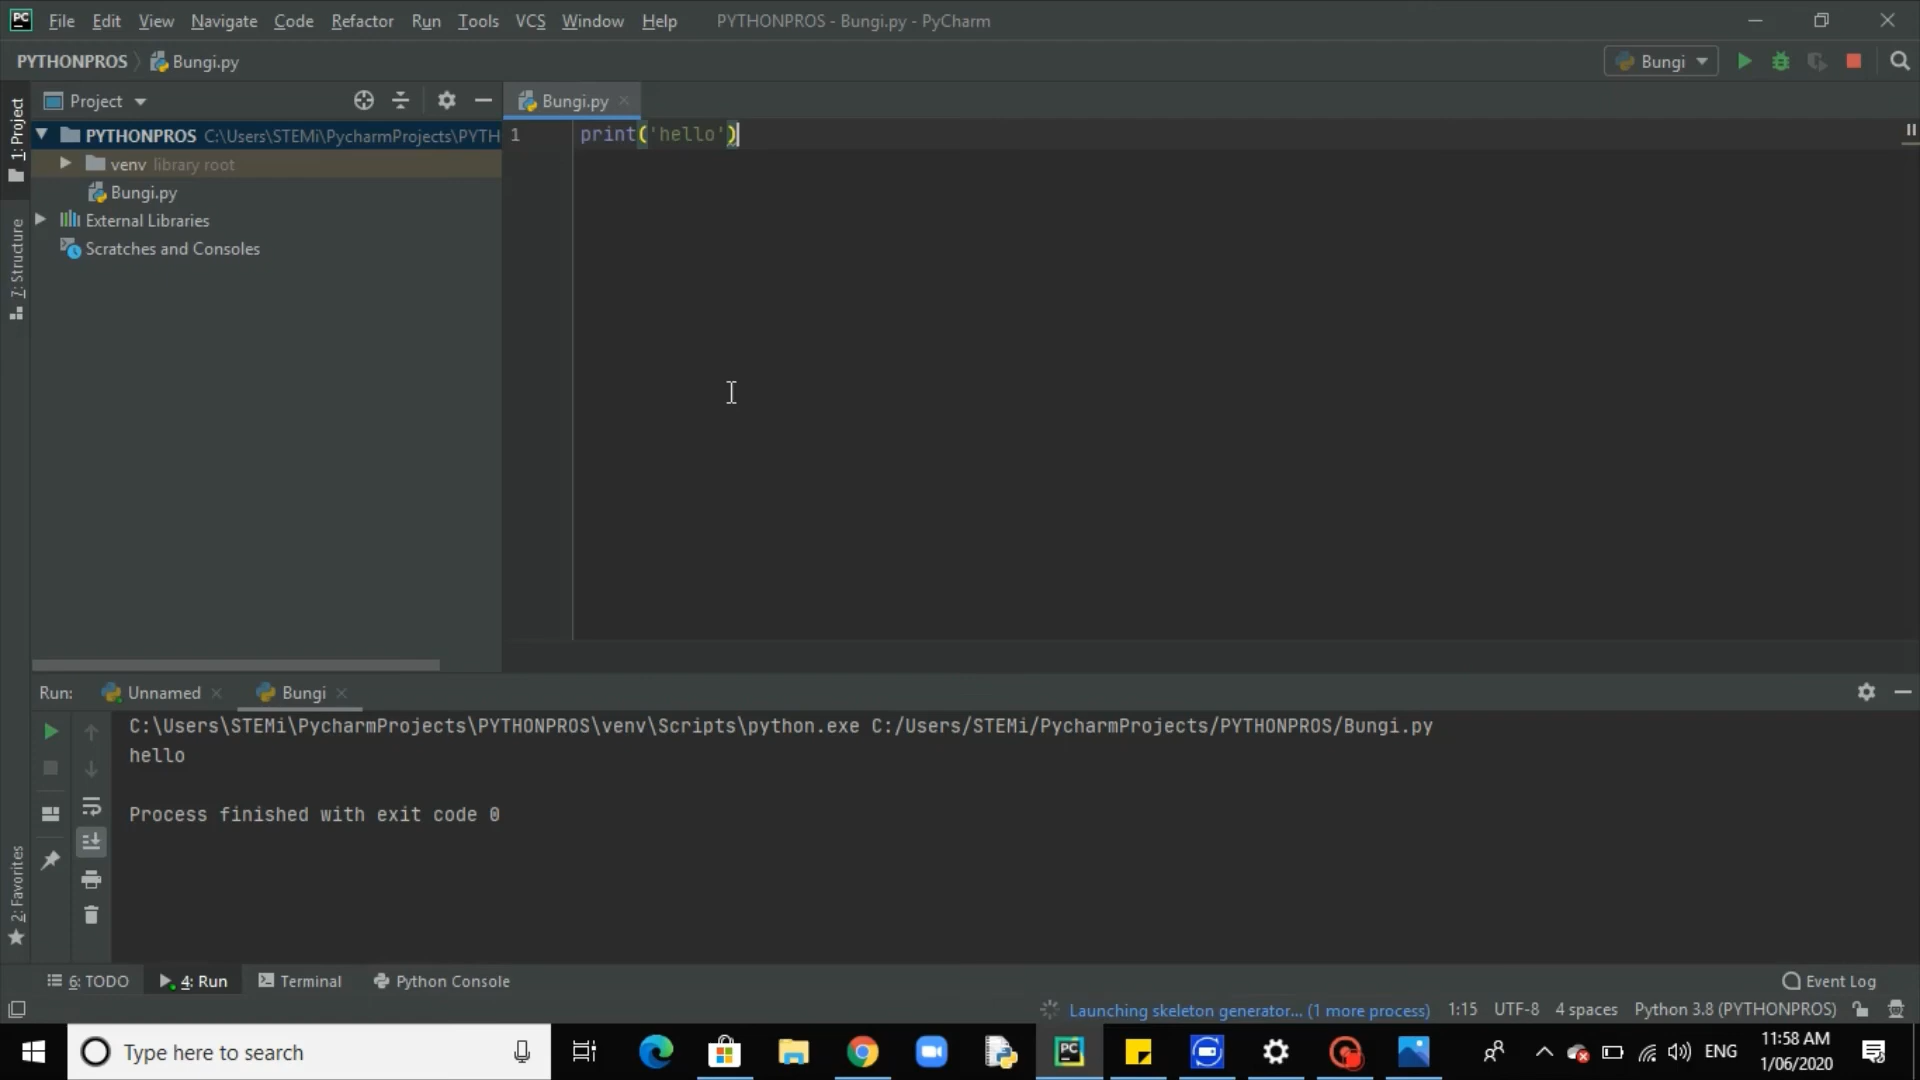 PC File Edit View Navigate Code Refactor Run Tools VCS Window Help PYTHONPROS - Bungi.py - PyCharm
PYTHONPROS Bungi.py Bungi
1: Project
Project
Bungi.py
PYTHONPROS C:\Users\STEMi\PycharmProjects\PYTH
1 print('hello')
venv library root
Bungi.py
External Libraries
Scratches and Consoles
7: Structure
Run: Unnamed Bungi
C:\Users\STEMi\PycharmProjects\PYTHONPROS\venv\Scripts\python.exe C:/Users/STEMi/PycharmProjects/PYTHONPROS/Bungi.py
hello
Process finished with exit code 0
2: Favorites
6: TODO 4: Run Terminal Python Console Event Log
Launching skeleton generator... (1 more process) 1:15 UTF-8 4 spaces Python 3.8 (PYTHONPROS)
Type here to search PC ENG 11:58 AM
1/06/2020